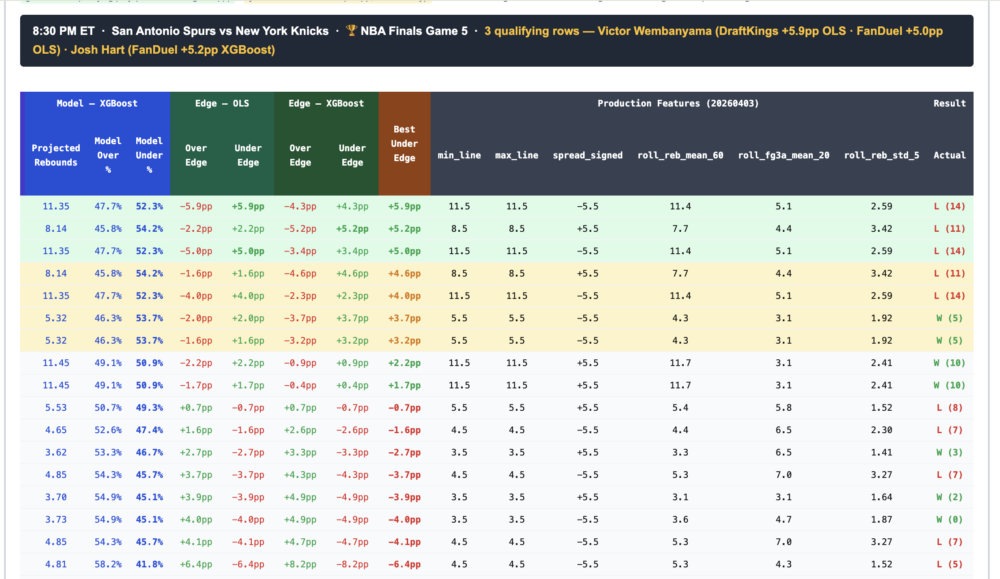 8:30 PM ET · San Antonio Spurs vs New York Knicks · 🏆 NBA Finals Game 5 · 3 qualifying rows — Victor Wembanyama (DraftKings +5.9pp OLS · FanDuel +5.0pp
OLS) · Josh Hart (FanDuel +5.2pp XGBoost)
Model — XGBoost Edge — OLS Edge — XGBoost Best Under Edge Production Features (20260403) Result
Projected Rebounds Model Over % Model Under % Over Edge Under Edge Over Edge Under Edge min_line max_line spread_signed roll_reb_mean_60 roll_fg3a_mean_20 roll_reb_std_5 Actual
11.35 47.7% 52.3% −5.9pp +5.9pp −4.3pp +4.3pp +5.9pp 11.5 11.5 −5.5 11.4 5.1 2.59 L (14)
8.14 45.8% 54.2% −2.2pp +2.2pp −5.2pp +5.2pp +5.2pp 8.5 8.5 +5.5 7.7 4.4 3.42 L (11)
11.35 47.7% 52.3% −5.0pp +5.0pp −3.4pp +3.4pp +5.0pp 11.5 11.5 −5.5 11.4 5.1 2.59 L (14)
8.14 45.8% 54.2% −1.6pp +1.6pp −4.6pp +4.6pp +4.6pp 8.5 8.5 +5.5 7.7 4.4 3.42 L (11)
11.35 47.7% 52.3% −4.0pp +4.0pp −2.3pp +2.3pp +4.0pp 11.5 11.5 −5.5 11.4 5.1 2.59 L (14)
5.32 46.3% 53.7% −2.0pp +2.0pp −3.7pp +3.7pp +3.7pp 5.5 5.5 −5.5 4.3 3.1 1.92 W (5)
5.32 46.3% 53.7% −1.6pp +1.6pp −3.2pp +3.2pp +3.2pp 5.5 5.5 −5.5 4.3 3.1 1.92 W (5)
11.45 49.1% 50.9% −2.2pp +2.2pp −0.9pp +0.9pp +2.2pp 11.5 11.5 +5.5 11.7 3.1 2.41 W (10)
11.45 49.1% 50.9% −1.7pp +1.7pp −0.4pp +0.4pp +1.7pp 11.5 11.5 +5.5 11.7 3.1 2.41 W (10)
5.53 50.7% 49.3% +0.7pp −0.7pp +0.7pp −0.7pp −0.7pp 5.5 5.5 +5.5 5.4 5.8 1.52 L (8)
4.65 52.6% 47.4% +1.6pp −1.6pp +2.6pp −2.6pp −1.6pp 4.5 4.5 −5.5 4.4 6.5 2.30 L (7)
3.62 53.3% 46.7% +2.7pp −2.7pp +3.3pp −3.3pp −2.7pp 3.5 3.5 +5.5 3.3 6.5 1.41 W (3)
4.85 54.3% 45.7% +3.7pp −3.7pp +4.3pp −4.3pp −3.7pp 4.5 4.5 −5.5 5.3 7.0 3.27 L (7)
3.70 54.9% 45.1% +3.9pp −3.9pp +4.9pp −4.9pp −3.9pp 3.5 3.5 +5.5 3.1 3.1 1.64 W (2)
3.73 54.9% 45.1% +4.0pp −4.0pp +4.9pp −4.9pp −4.0pp 3.5 3.5 −5.5 3.6 4.7 1.87 W (0)
4.85 54.3% 45.7% +4.1pp −4.1pp +4.7pp −4.7pp −4.1pp 4.5 4.5 −5.5 5.3 7.0 3.27 L (7)
4.81 58.2% 41.8% +6.4pp −6.4pp +8.2pp −8.2pp −6.4pp 4.5 4.5 −5.5 5.3 4.3 1.52 L (5)